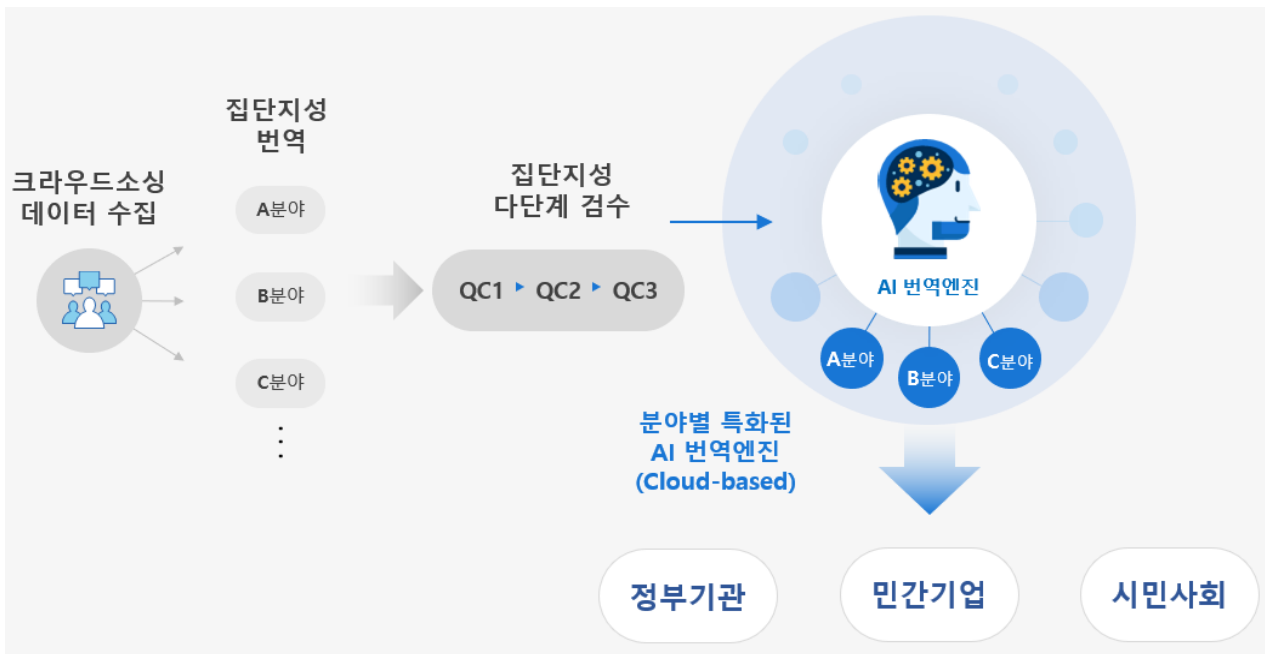 크라우드소싱
데이터 수집
집단지성
번역
A분야
B분야
C분야
집단지성
다단계 검수
QC1 ▶ QC2 ▶ QC3
AI 번역엔진
A분야
B분야
C분야
분야별 특화된
AI 번역엔진
(Cloud-based)
정부기관
민간기업
시민사회